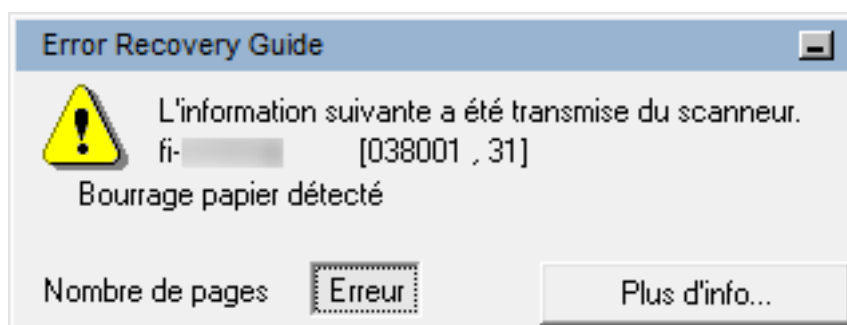 Error Recovery Guide
L'information suivante a été transmise du scanneur.
fi- [038001 , 31]
Bourrage papier détecté
Nombre de pages Erreur Plus d'info...